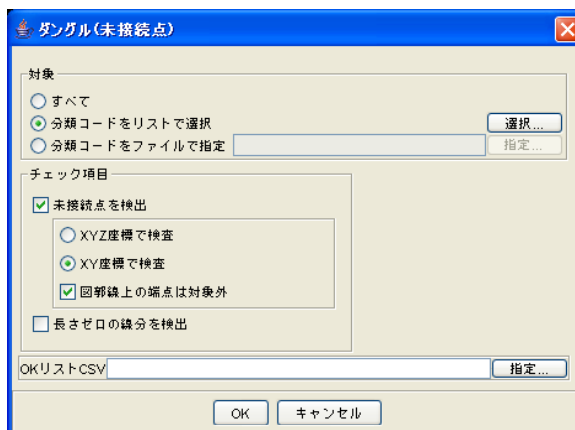 ダングル(未接続点)
対象
すべて
分類コードをリストで選択
選択...
分類コードをファイルで指定
指定...
チェック項目
未接続点を検出
XYZ座標で検査
XY座標で検査
図郭線上の端点は対象外
長さゼロの線分を検出
OKリストCSV
指定...
OK
キャンセル